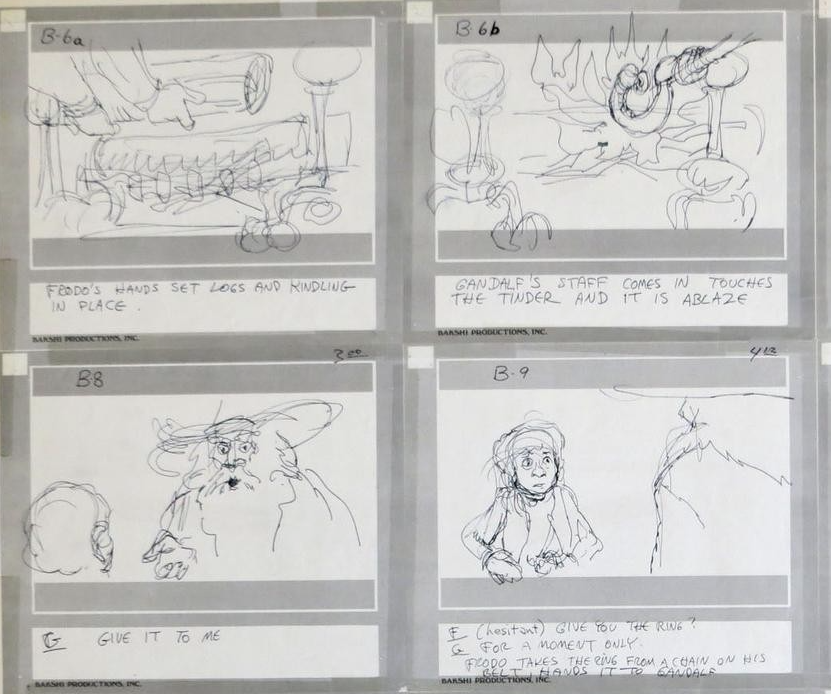 B-6a
FRODO'S HANDS SET LOGS AND KINDLING
IN PLACE.
BAKSHI PRODUCTIONS, INC.
B-6b
GANDALF'S STAFF COMES IN TOUCHES
THE TINDER AND IT IS ABLAZE
BAKSHI PRODUCTIONS, INC.
B8
3 00
G GIVE IT TO ME
BAKSHI PRODUCTIONS, INC.
B-9
F (hesitant) GIVE YOU THE RING?
G FOR A MOMENT ONLY.
FRODO TAKES THE RING FROM A CHAIN ON HIS
BELT HANDS IT TO GANDALF
BAKSHI PRODUCTIONS, INC.